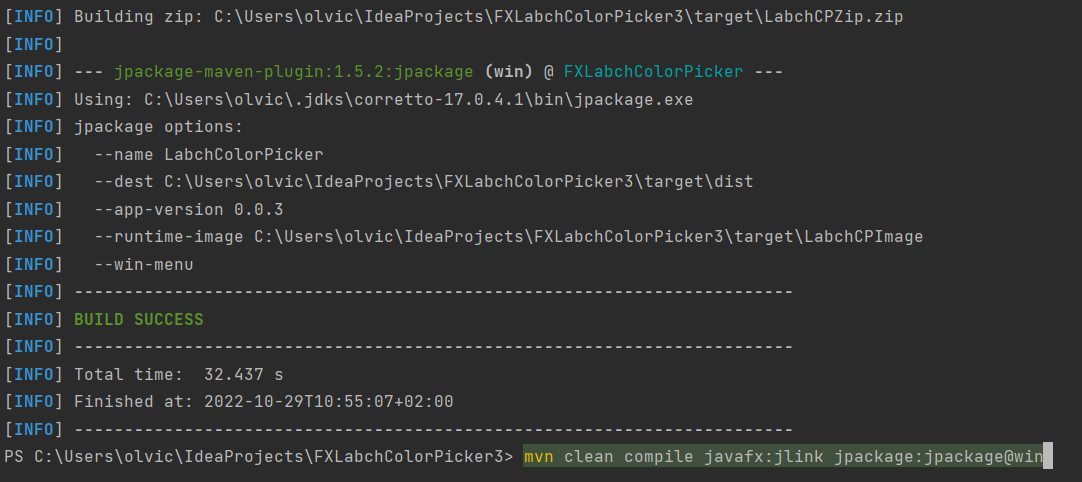 [INFO] Building zip: C:\Users\olvic\IdeaProjects\FXLabchColorPicker3\target\LabchCPZip.zip
[INFO]
[INFO] --- jpackage-maven-plugin:1.5.2:jpackage (win) @ FXLabchColorPicker ---
[INFO] Using: C:\Users\olvic\.jdks\corretto-17.0.4.1\bin\jpackage.exe
[INFO] jpackage options:
[INFO]   --name LabchColorPicker
[INFO]   --dest C:\Users\olvic\IdeaProjects\FXLabchColorPicker3\target\dist
[INFO]   --app-version 0.0.3
[INFO]   --runtime-image C:\Users\olvic\IdeaProjects\FXLabchColorPicker3\target\LabchCPImage
[INFO]   --win-menu
[INFO] ------------------------------------------------------------------------
[INFO] BUILD SUCCESS
[INFO] ------------------------------------------------------------------------
[INFO] Total time:  32.437 s
[INFO] Finished at: 2022-10-29T10:55:07+02:00
[INFO] ------------------------------------------------------------------------
PS C:\Users\olvic\IdeaProjects\FXLabchColorPicker3> mvn clean compile javafx:jlink jpackage:jpackage@win